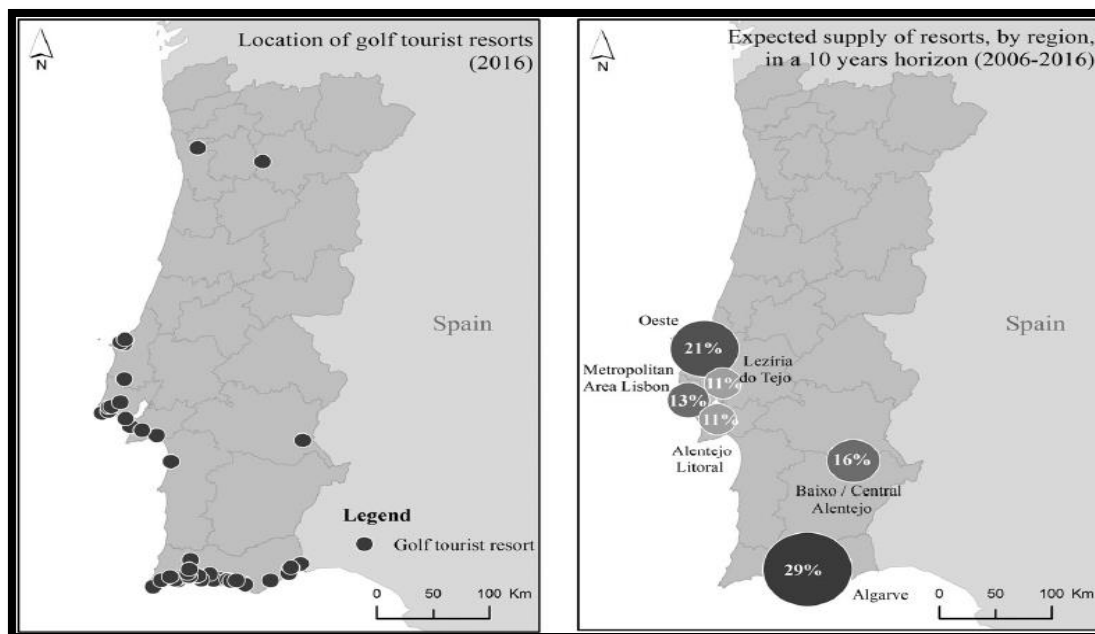 N
Location of golf tourist resorts
(2016)
Spain
Legend
Golf tourist resort
0 50 100 Km
N
Expected supply of resorts, by region,
in a 10 years horizon (2006-2016)
Spain
Oeste
21%
Lezíria
do Tejo
11%
Metropolitan
Area Lisbon
13%
11%
Alentejo
Litoral
16%
Baixo / Central
Alentejo
29%
Algarve
0 50 100 Km